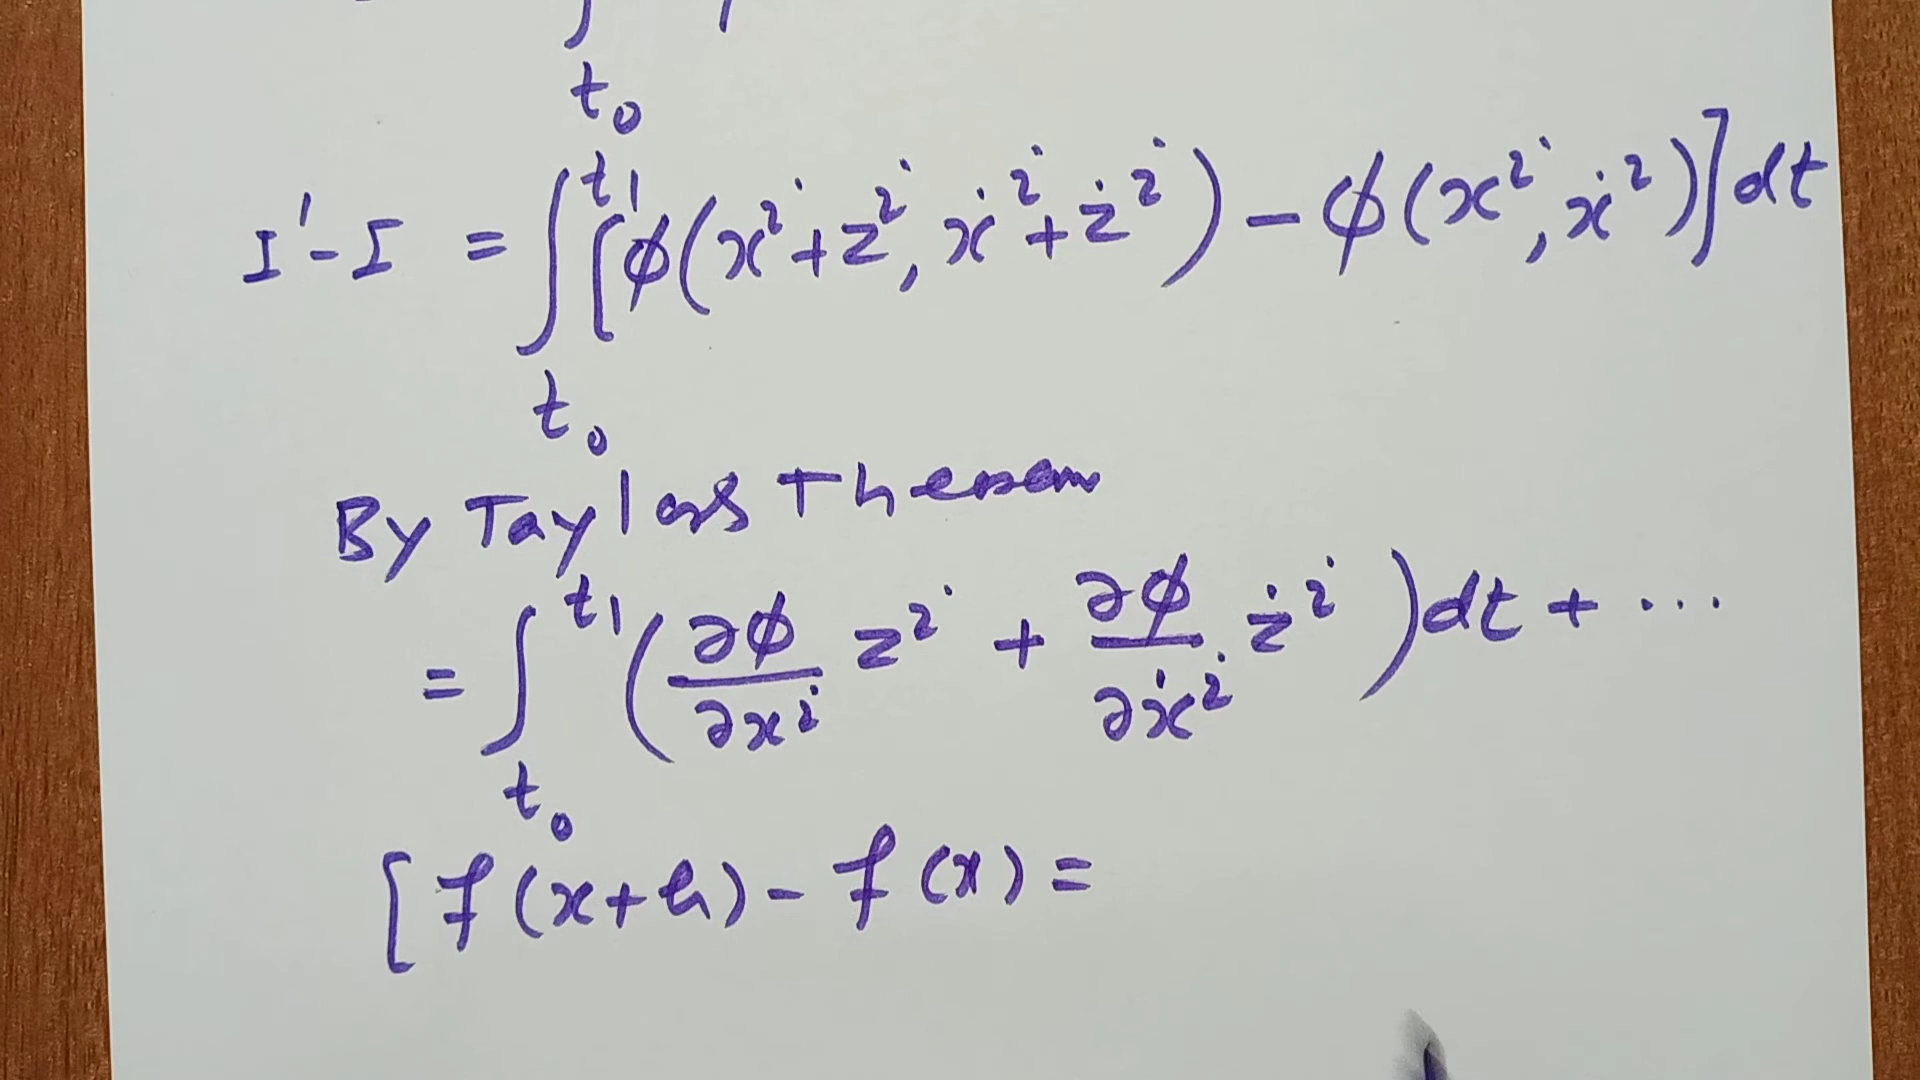 t₀
I' - I = ∫_{t₀}^{t₁} [ϕ(xⁱ + zⁱ, ẋⁱ + żⁱ) - ϕ(xⁱ, ẋⁱ)] dt
By Taylors Therem
= ∫_{t₀}^{t₁} (∂ϕ/∂xⁱ zⁱ + ∂ϕ/∂ẋⁱ żⁱ) dt + ...
[f(x+h) - f(x) =